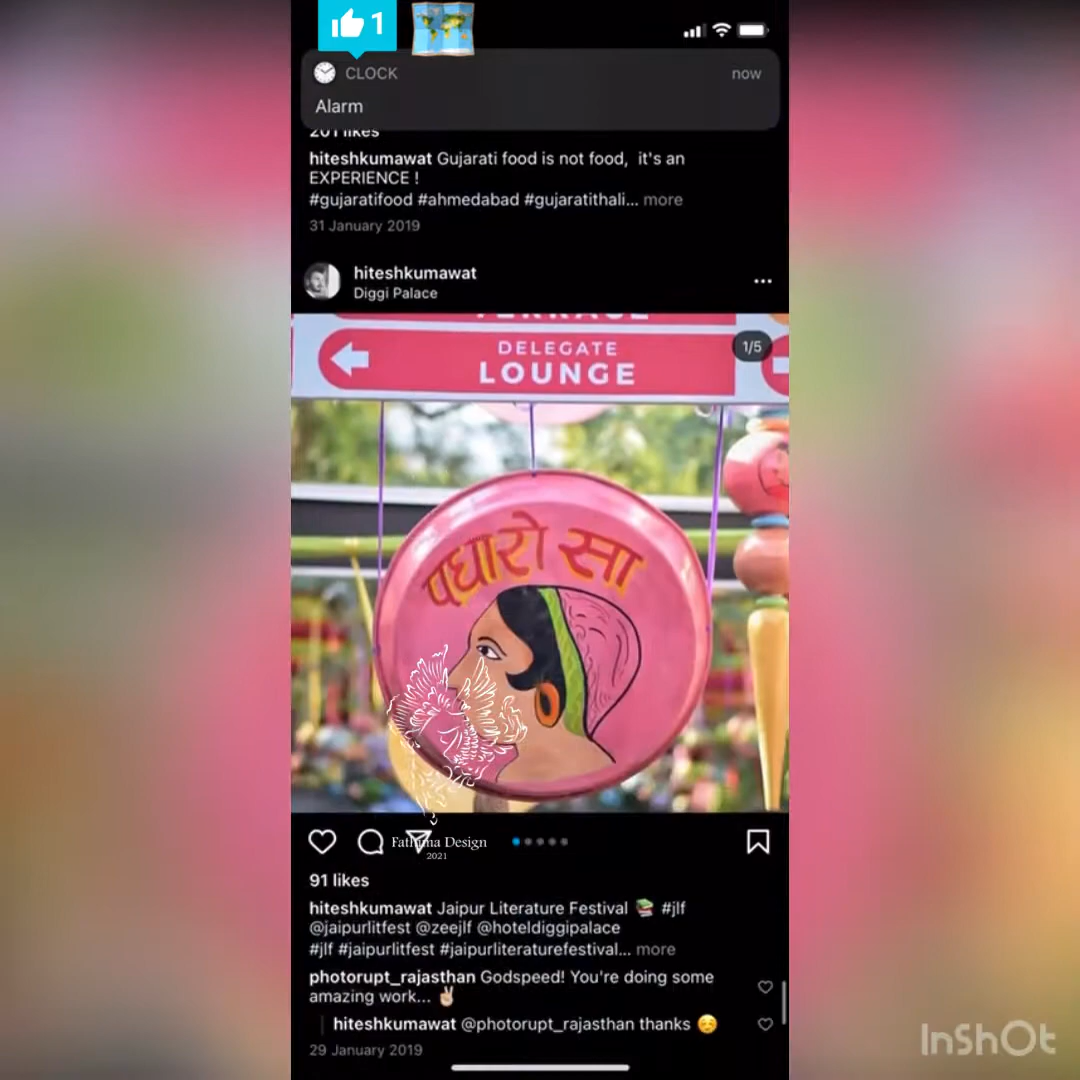 1
CLOCK
now
Alarm
201 likes
hiteshkumawat Gujarati food is not food, it's an
EXPERIENCE !
#gujaratifood #ahmedabad #gujaratithali... more
31 January 2019
hiteshkumawat
Diggi Palace
TERRACE
DELEGATE
LOUNGE
1/5
पधारो सा
Fathima Design
2021
91 likes
hiteshkumawat Jaipur Literature Festival 📚 #jlf
@jaipurlitfest @zeejlf @hoteldiggipalace
#jlf #jaipurlitfest #jaipurliteraturefestival... more
photorupt_rajasthan Godspeed! You're doing some
amazing work... ✌🏼
hiteshkumawat @photorupt_rajasthan thanks ☺️
29 January 2019
InShOt